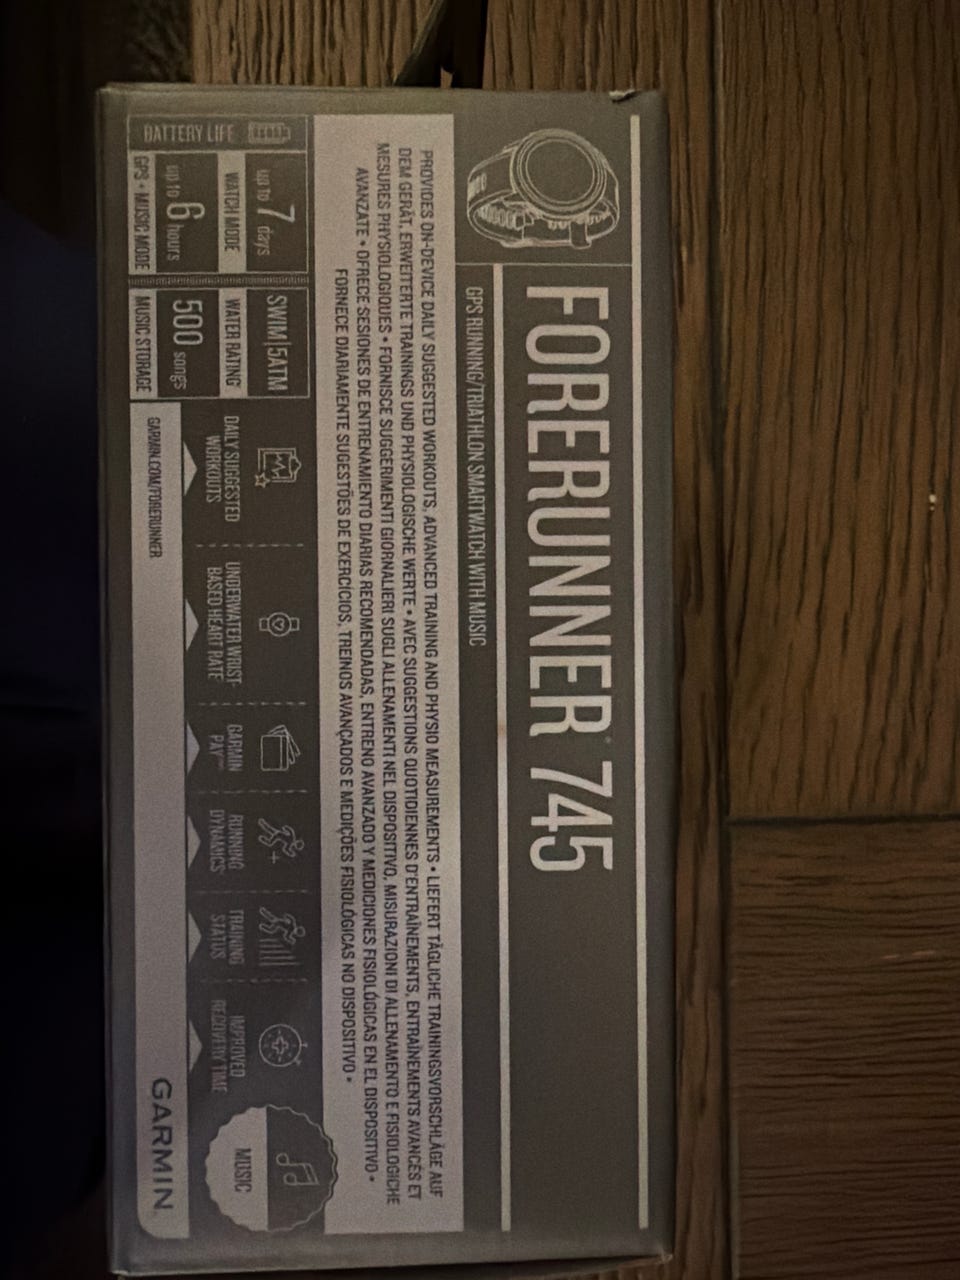 FORERUNNER® 745
GPS RUNNING/TRIATHLON SMARTWATCH WITH MUSIC
PROVIDES ON-DEVICE DAILY SUGGESTED WORKOUTS, ADVANCED TRAINING AND PHYSIO MEASUREMENTS • LIEFERT TÄGLICHE TRAININGSVORSCHLÄGE AUF
DEM GERÄT, ERWEITERTE TRAININGS UND PHYSIOLOGISCHE WERTE • AVEC SUGGESTIONS QUOTIDIENNES D'ENTRAÎNEMENTS, ENTRAÎNEMENTS AVANCÉS ET
MESURES PHYSIOLOGIQUES • FORNISCE SUGGERIMENTI GIORNALIERI SUGLI ALLENAMENTI NEL DISPOSITIVO, MISURAZIONI DI ALLENAMENTO E FISIOLOGICHE
AVANZATE • OFRECE SESIONES DE ENTRENAMIENTO DIARIAS RECOMENDADAS, ENTRENO AVANZADO Y MEDICIONES FISIOLÓGICAS EN EL DISPOSITIVO •
FORNECE DIARIAMENTE SUGESTÕES DE EXERCÍCIOS, TREINOS AVANÇADOS E MEDIÇÕES FISIOLÓGICAS NO DISPOSITIVO •
BATTERY LIFE
up to 7 days
WATCH MODE
up to 6 hours
GPS + MUSIC MODE
SWIM|5ATM
WATER RATING
500 songs
MUSIC STORAGE
DAILY SUGGESTED
WORKOUTS
UNDERWATER WRIST-
BASED HEART RATE
GARMIN
PAY™
RUNNING
DYNAMICS
TRAINING
STATUS
IMPROVED
RECOVERY TIME
MUSIC
GARMIN.COM/FORERUNNER
GARMIN